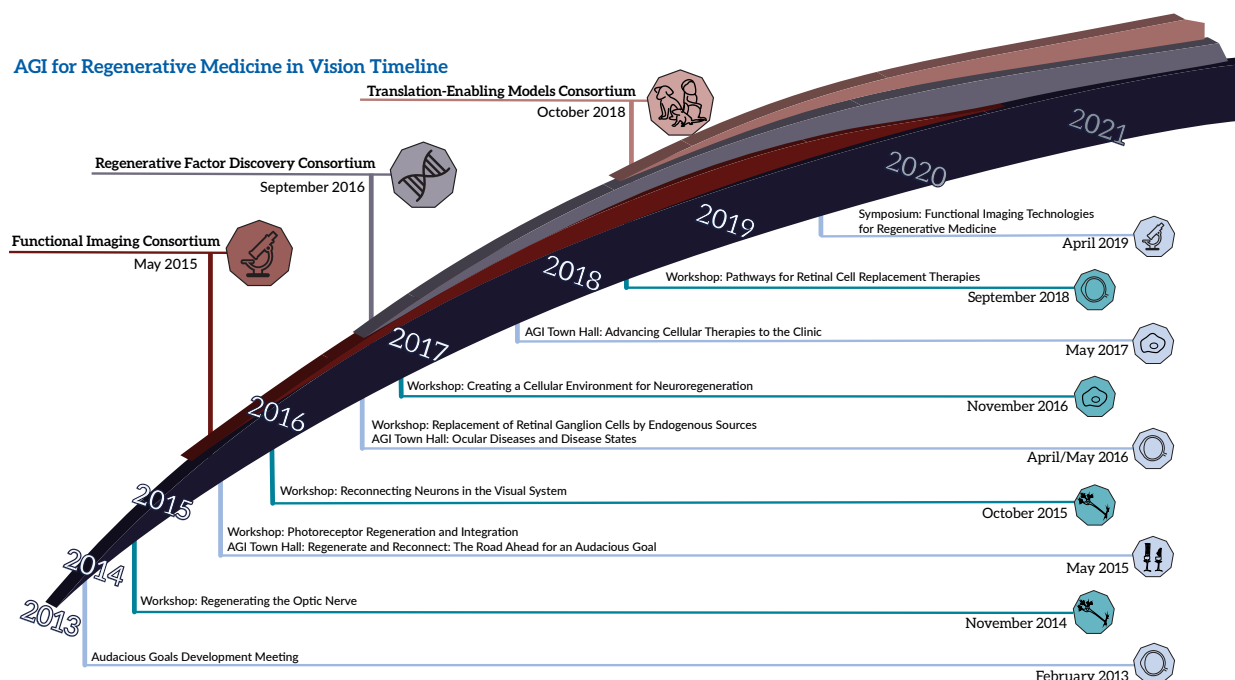 AGI for Regenerative Medicine in Vision Timeline
Translation-Enabling Models Consortium
October 2018
Regenerative Factor Discovery Consortium
September 2016
Functional Imaging Consortium
May 2015
2021
2020
2019
2018
2017
2016
2015
2014
2013
Symposium: Functional Imaging Technologies
for Regenerative Medicine
April 2019
Workshop: Pathways for Retinal Cell Replacement Therapies
September 2018
AGI Town Hall: Advancing Cellular Therapies to the Clinic
May 2017
Workshop: Creating a Cellular Environment for Neuroregeneration
November 2016
Workshop: Replacement of Retinal Ganglion Cells by Endogenous Sources
AGI Town Hall: Ocular Diseases and Disease States
April/May 2016
Workshop: Reconnecting Neurons in the Visual System
October 2015
Workshop: Photoreceptor Regeneration and Integration
AGI Town Hall: Regenerate and Reconnect: The Road Ahead for an Audacious Goal
May 2015
Workshop: Regenerating the Optic Nerve
November 2014
Audacious Goals Development Meeting
February 2013